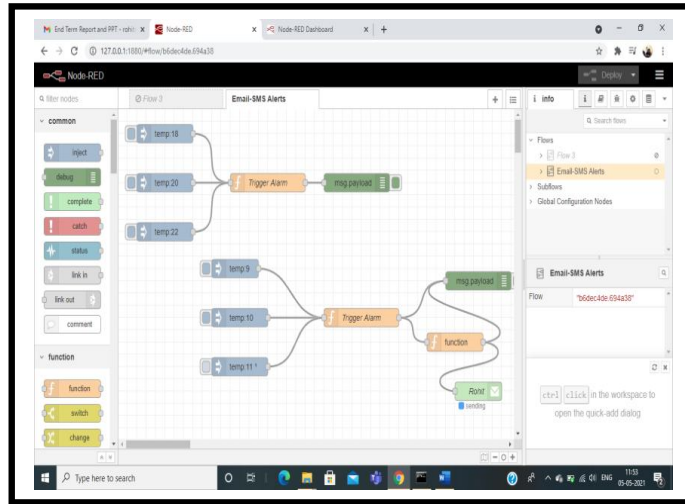 End Term Report and PPT - rohin
Node-RED
Node-RED Dashboard
127.0.0.1:1880/#flow/b6dec4de.694a38
Node-RED
Deploy
filter nodes
Flow 3
Email-SMS Alerts
info
i
Search flows
common
inject
debug
complete
catch
status
link in
link out
comment
function
function
switch
change
temp:18
temp:20
temp:22
Trigger Alarm
msg.payload
temp:9
temp:10
temp:11 *
Trigger Alarm
msg.payload
function
Ronit
sending
Flows
Flow 3
Email-SMS Alerts
Subflows
Global Configuration Nodes
Email-SMS Alerts
Flow "b6dec4de.694a38"
ctrl click in the workspace to
open the quick-add dialog
Type here to search
ENG
11:53
05-05-2021